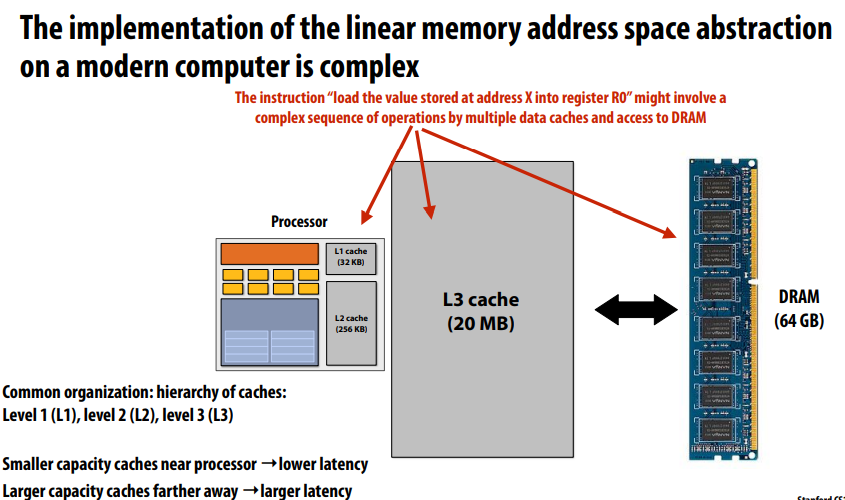 The implementation of the linear memory address space abstraction
on a modern computer is complex
The instruction “load the value stored at address X into register R0” might involve a
complex sequence of operations by multiple data caches and access to DRAM
Processor
L1 cache
(32 KB)
L2 cache
(256 KB)
L3 cache
(20 MB)
DRAM
(64 GB)
Common organization: hierarchy of caches:
Level 1 (L1), level 2 (L2), level 3 (L3)
Smaller capacity caches near processor → lower latency
Larger capacity caches farther away → larger latency
Stanford